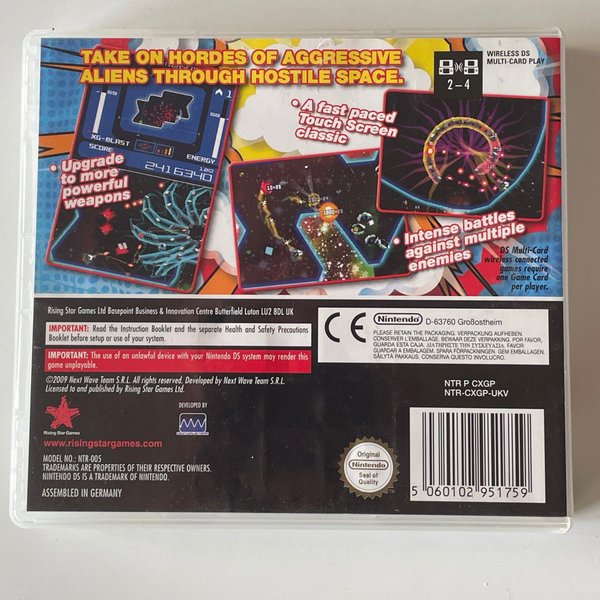 TAKE ON HORDES OF AGGRESSIVE
ALIENS THROUGH HOSTILE SPACE.
WIRELESS DS
MULTI-CARD PLAY
2 – 4
1
XG-BLAST
SCORE
ENERGY
120
2416340
• Upgrade
to more
powerful
weapons
• A fast paced
Touch Screen
classic
• Intense battles
against multiple
enemies
DS Multi-Card
wireless connected
games require
one Game Card
per player.
Rising Star Games Ltd Basepoint Business & Innovation Centre Butterfield Luton LU2 8DL UK
IMPORTANT: Read the Instruction Booklet and the separate Health and Safety Precautions
Booklet before setup or use of your system.
IMPORTANT: The use of an unlawful device with your Nintendo DS system may render this
game unplayable.
©2009 Next Wave Team S.R.L. All rights reserved. Developed by Next Wave Team S.R.L.
Licensed to and published by Rising Star Games Ltd.
Rising Star Games
DEVELOPED BY
www.risingstargames.com
MODEL NO.: NTR-005
TRADEMARKS ARE PROPERTIES OF THEIR RESPECTIVE OWNERS.
NINTENDO DS IS A TRADEMARK OF NINTENDO.
ASSEMBLED IN GERMANY
CE
Nintendo D-63760 Großostheim
PLEASE RETAIN THE PACKAGING. VERPACKUNG AUFHEBEN.
CONSERVER L'EMBALLAGE. BEWAAR DEZE VERPAKKING. POR FAVOR,
GUARDAR ESTA CAJA. ΔΙΑΤΗΡΗΣΤΕ ΤΗΝ ΣΥΣΚΕΥΑΣΙΑ. POR FAVOR
GUARDAR A EMBALAGEM. SPARA FÖRPACKNINGEN. GEM EMBALLAGEN.
SÄILYTÄ PAKKAUS. CONSERVA QUESTO INVOLUCRO.
NTR P CXGP
NTR-CXGP-UKV
Original
Nintendo
Seal of
Quality
5 060102 951759